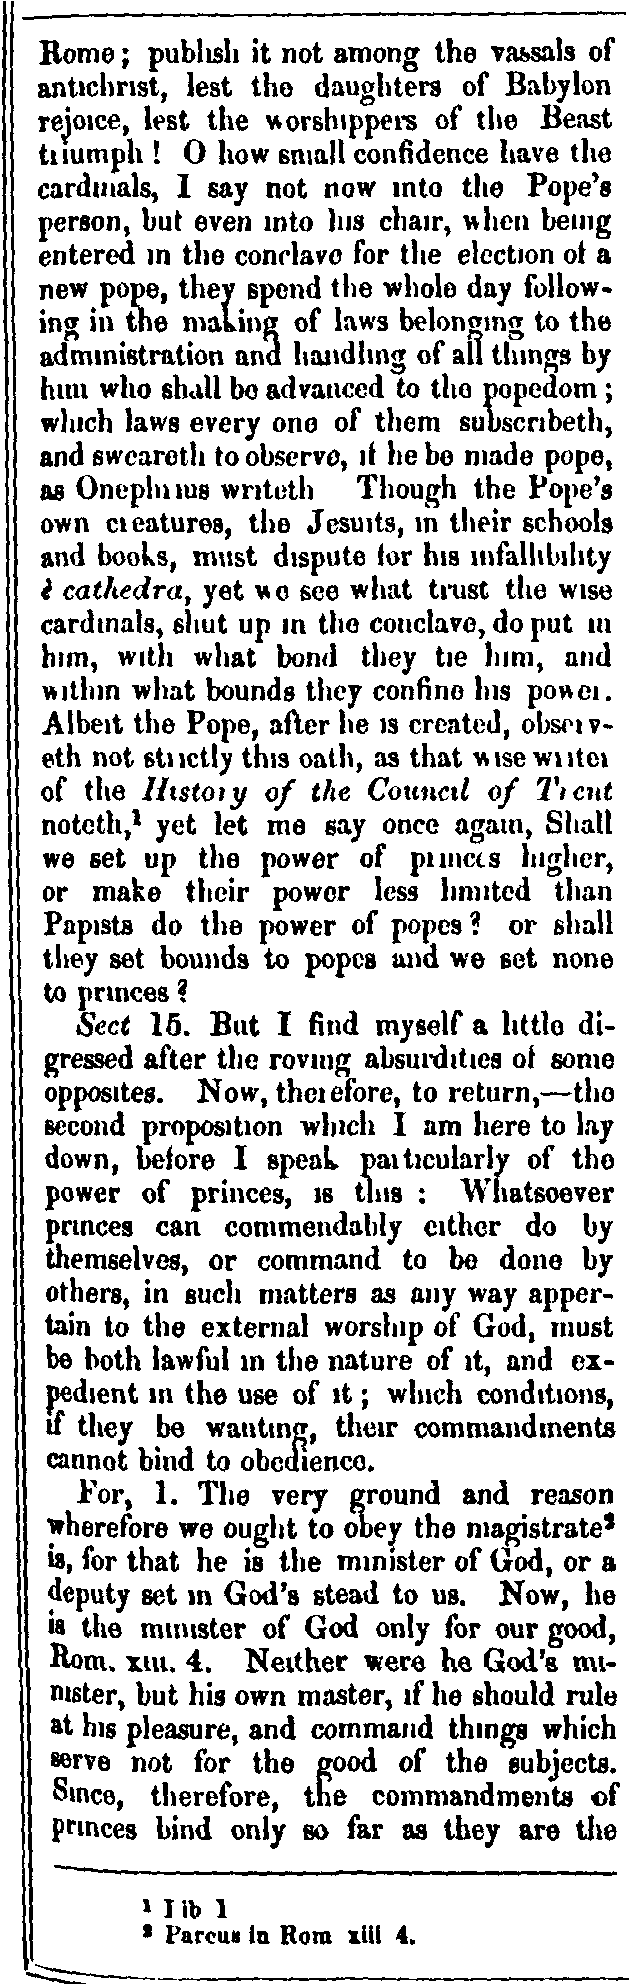 Rome; publish it not among the vassals of
antichrist, lest the daughters of Babylon
rejoice, lest the worshippers of the Beast
triumph! O how small confidence have the
cardinals, I say not now into the Pope's
person, but even into his chair, when being
entered in the conclave for the election of a
new pope, they spend the whole day follow-
ing in the making of laws belonging to the
administration and handling of all things by
him who shall be advanced to the popedom;
which laws every one of them subscribeth,
and sweareth to observe, if he be made pope,
as Onephrius writeth Though the Pope's
own creatures, the Jesuits, in their schools
and books, must dispute for his infallibility
è cathedra, yet we see what trust the wise
cardinals, shut up in the conclave, do put in
him, with what bond they tie him, and
within what bounds they confine his power.
Albeit the Pope, after he is created, observ-
eth not strictly this oath, as that wise writer
of the History of the Council of Trent
noteth,¹ yet let me say once again, Shall
we set up the power of princes higher,
or make their power less limited than
Papists do the power of popes? or shall
they set bounds to popes and we set none
to princes?
Sect 15. But I find myself a little di-
gressed after the roving absurdities of some
opposites. Now, therefore, to return,—the
second proposition which I am here to lay
down, before I speak particularly of the
power of princes, is this: Whatsoever
princes can commendably either do by
themselves, or command to be done by
others, in such matters as any way apper-
tain to the external worship of God, must
be both lawful in the nature of it, and ex-
pedient in the use of it; which conditions,
if they be wanting, their commandments
cannot bind to obedience.
For, 1. The very ground and reason
wherefore we ought to obey the magistrate²
is, for that he is the minister of God, or a
deputy set in God's stead to us. Now, he
is the minister of God only for our good,
Rom. xiii. 4. Neither were he God's mi-
nister, but his own master, if he should rule
at his pleasure, and command things which
serve not for the good of the subjects.
Since, therefore, the commandments of
princes bind only so far as they are the
¹ Lib 1
² Pareus in Rom xiii 4.